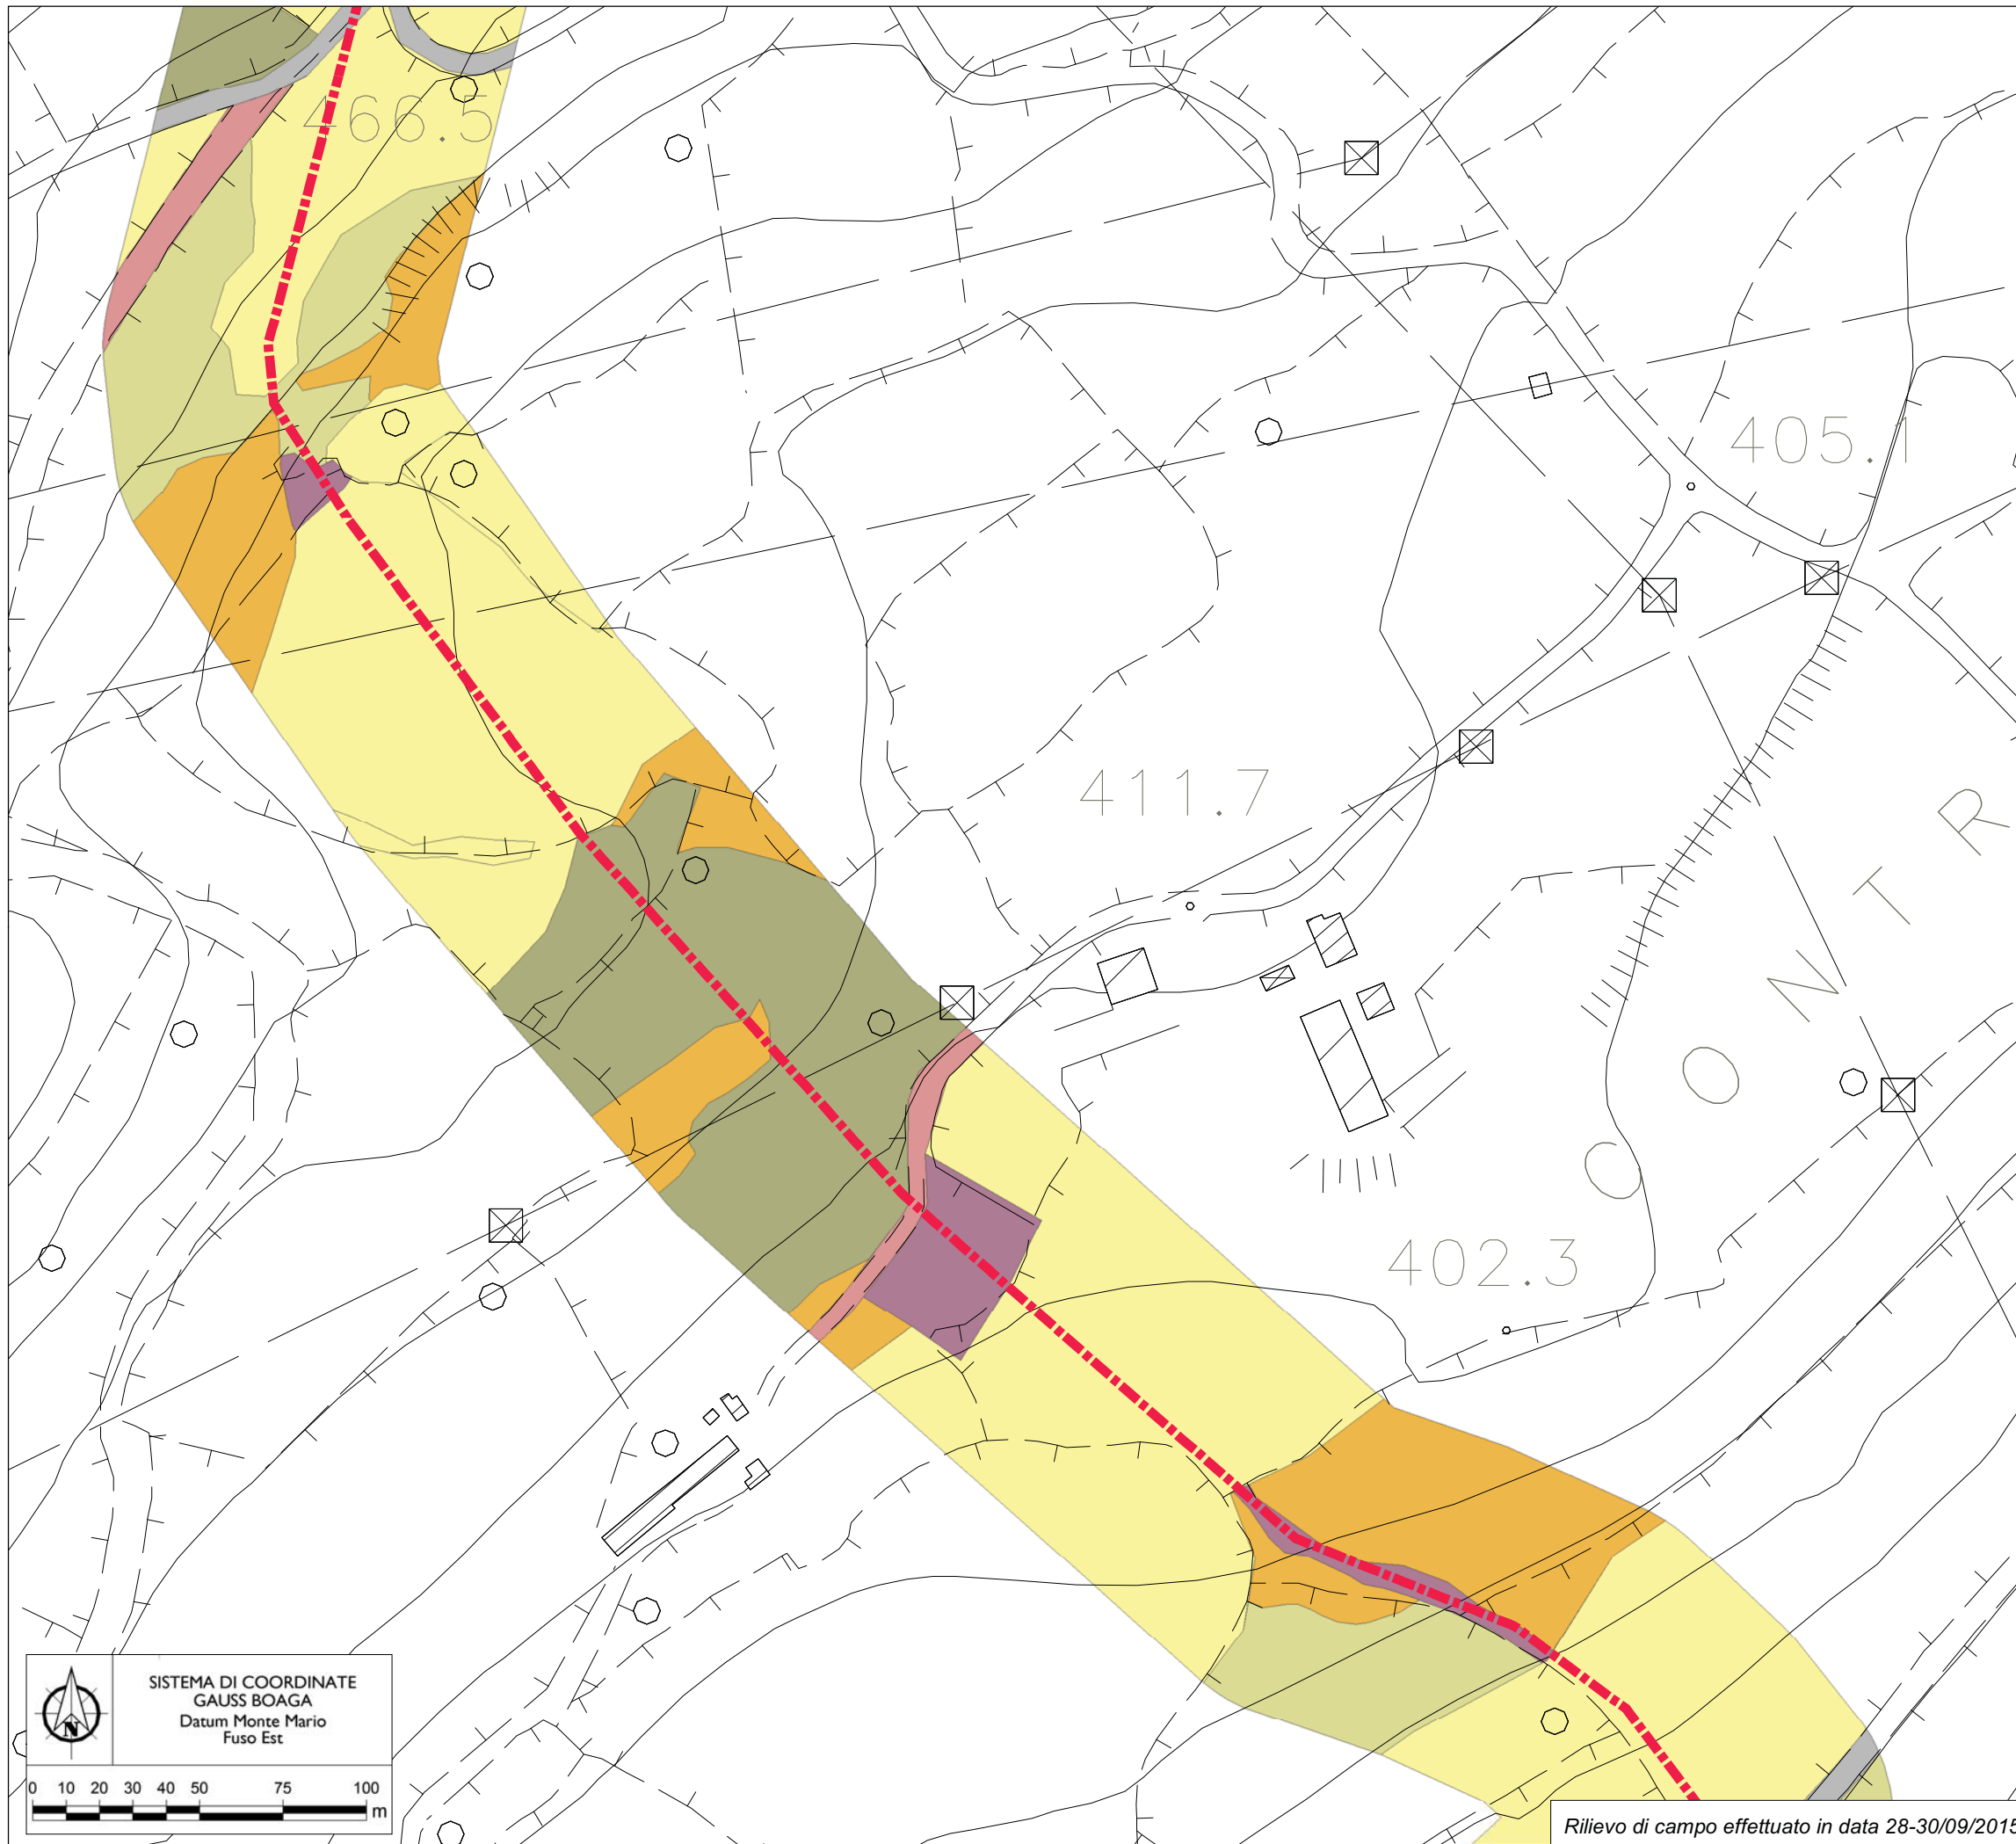 466.5
405.1
411.7
C O N T R
402.3
SISTEMA DI COORDINATE
GAUSS BOAGA
Datum Monte Mario
Fuso Est
N
0 10 20 30 40 50 75 100
m
Rilievo di campo effettuato in data 28-30/09/2015